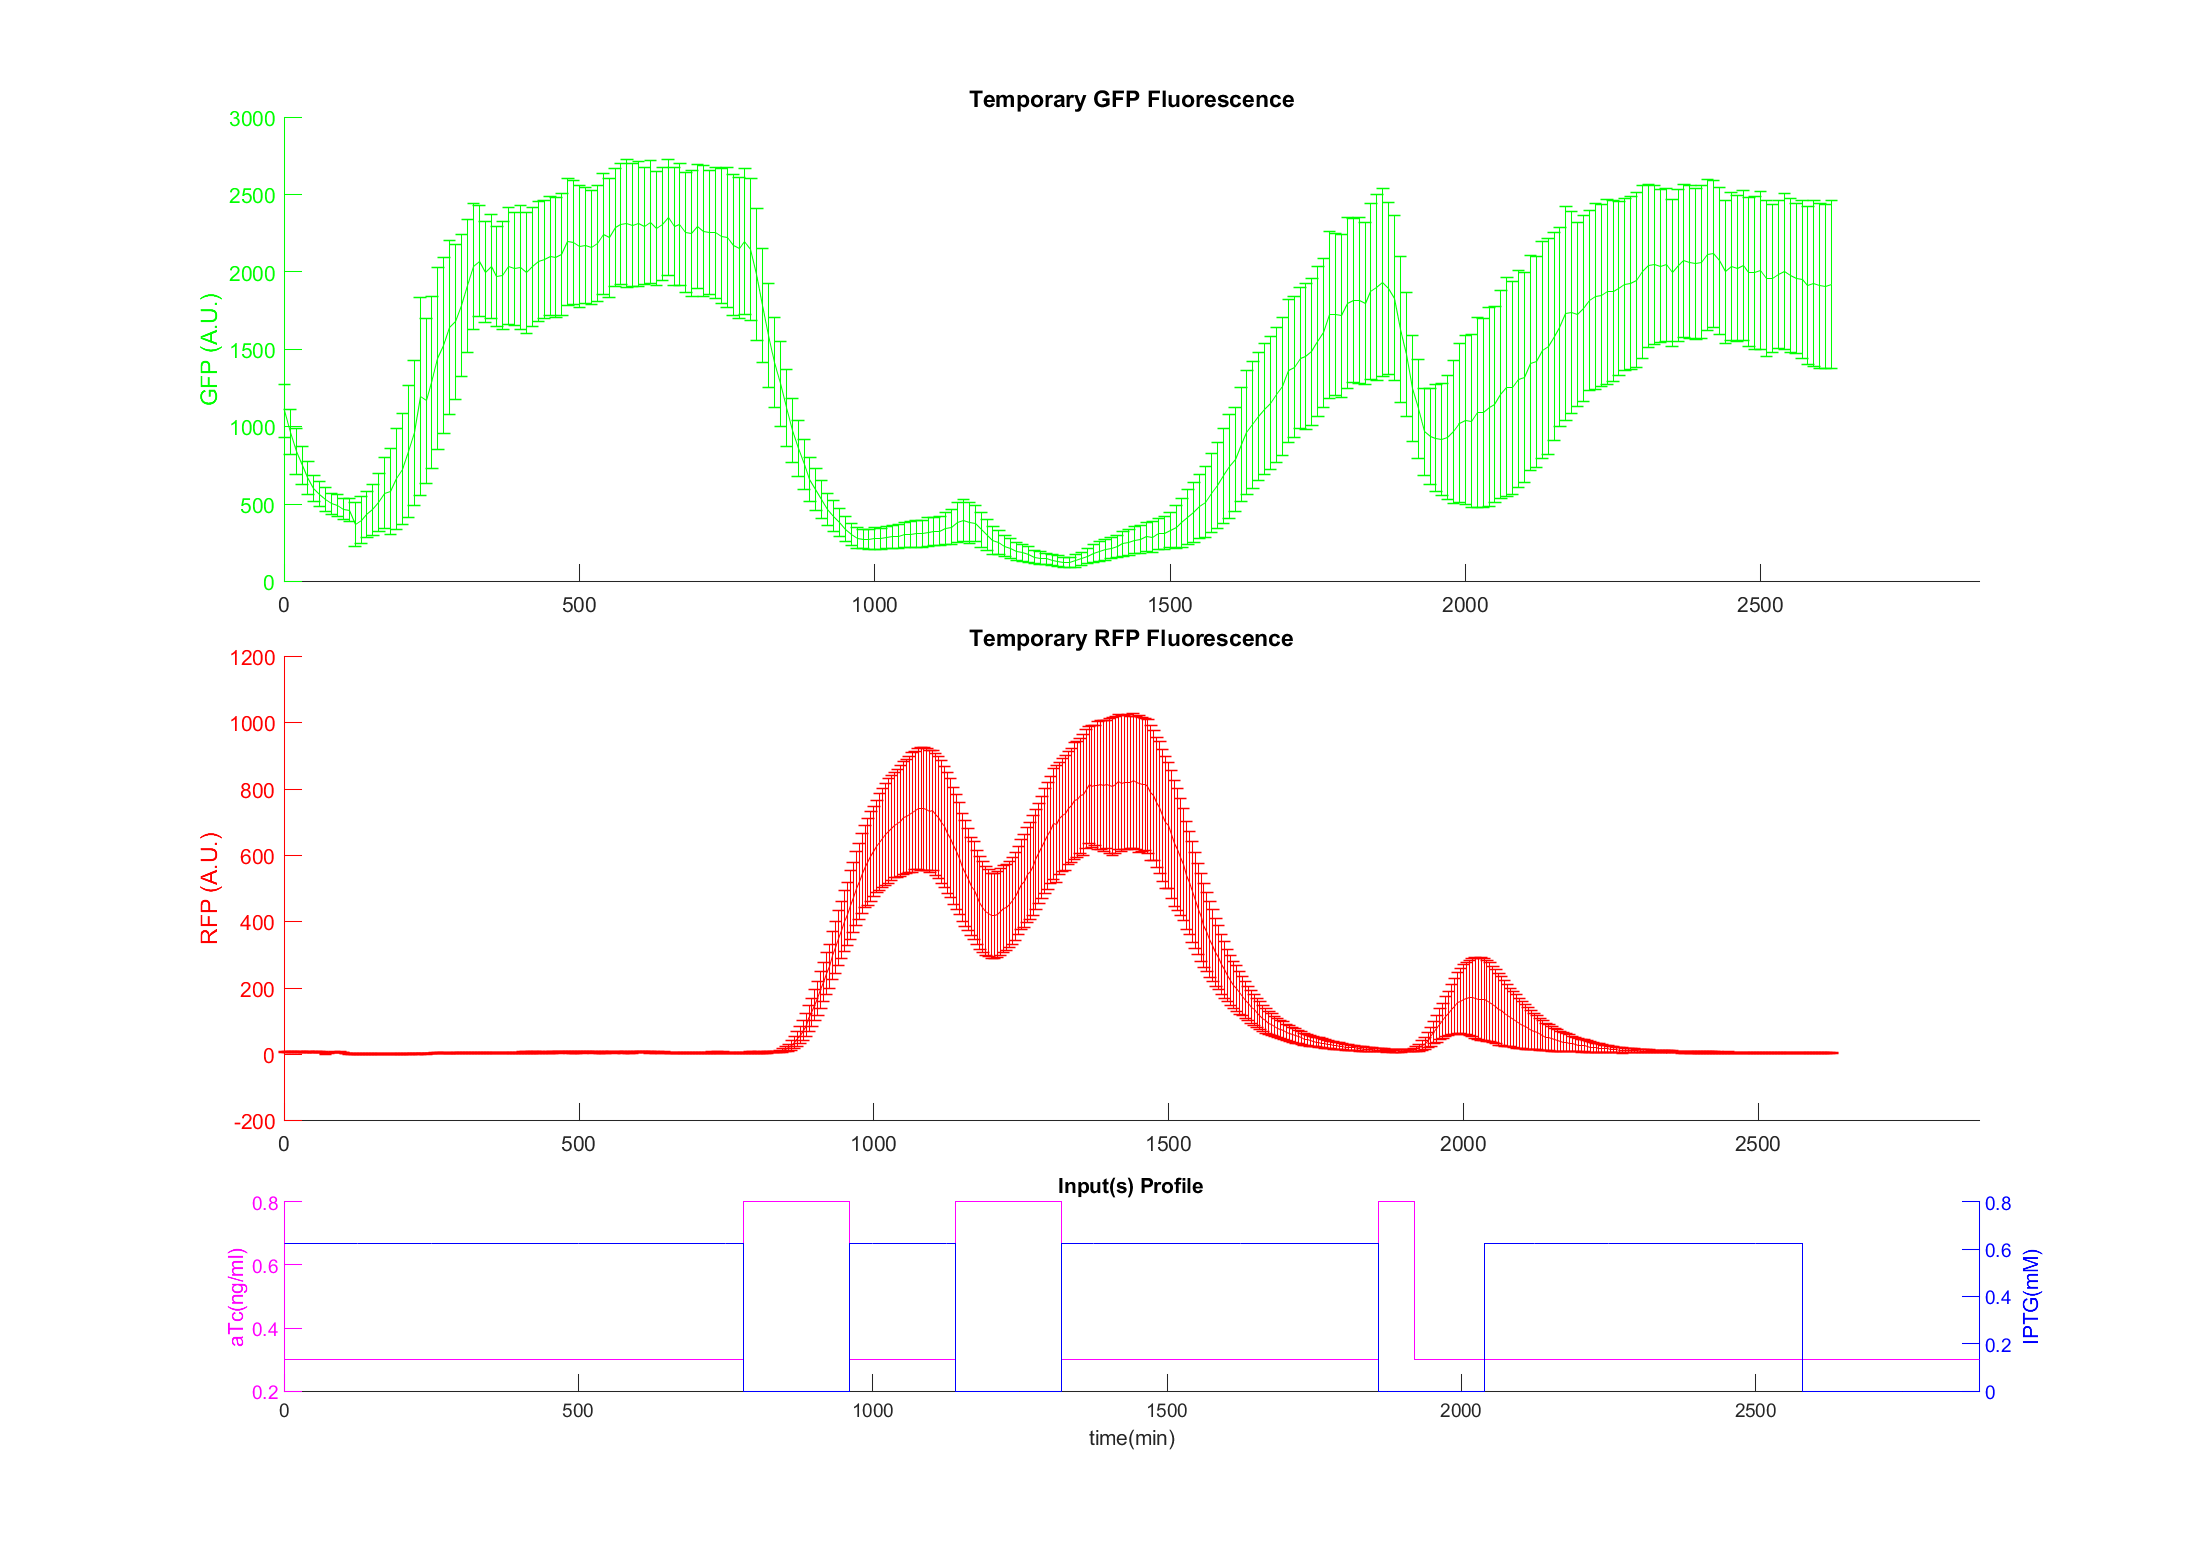 Temporary GFP Fluorescence
3000
2500
2000
1500
1000
500
0
GFP (A.U.)
0 500 1000 1500 2000 2500
Temporary RFP Fluorescence
1200
1000
800
600
400
200
0
-200
RFP (A.U.)
0 500 1000 1500 2000 2500
Input(s) Profile
0.8
0.6
0.4
0.2
aTc(ng/ml)
0.8
0.6
0.4
0.2
0
IPTG(mM)
0 500 1000 1500 2000 2500
time(min)